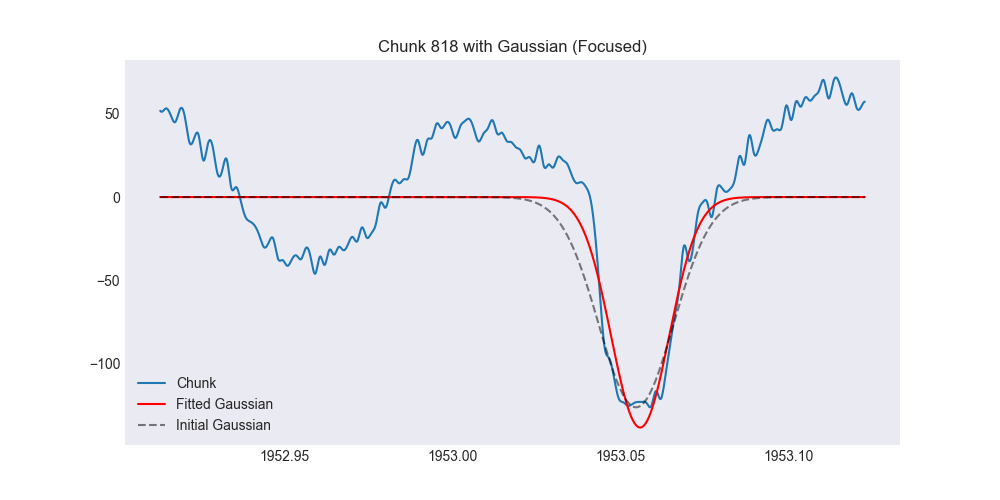 Chunk 818 with Gaussian (Focused)
50
0
−50
−100
Chunk
Fitted Gaussian
Initial Gaussian
1952.95 1953.00 1953.05 1953.10